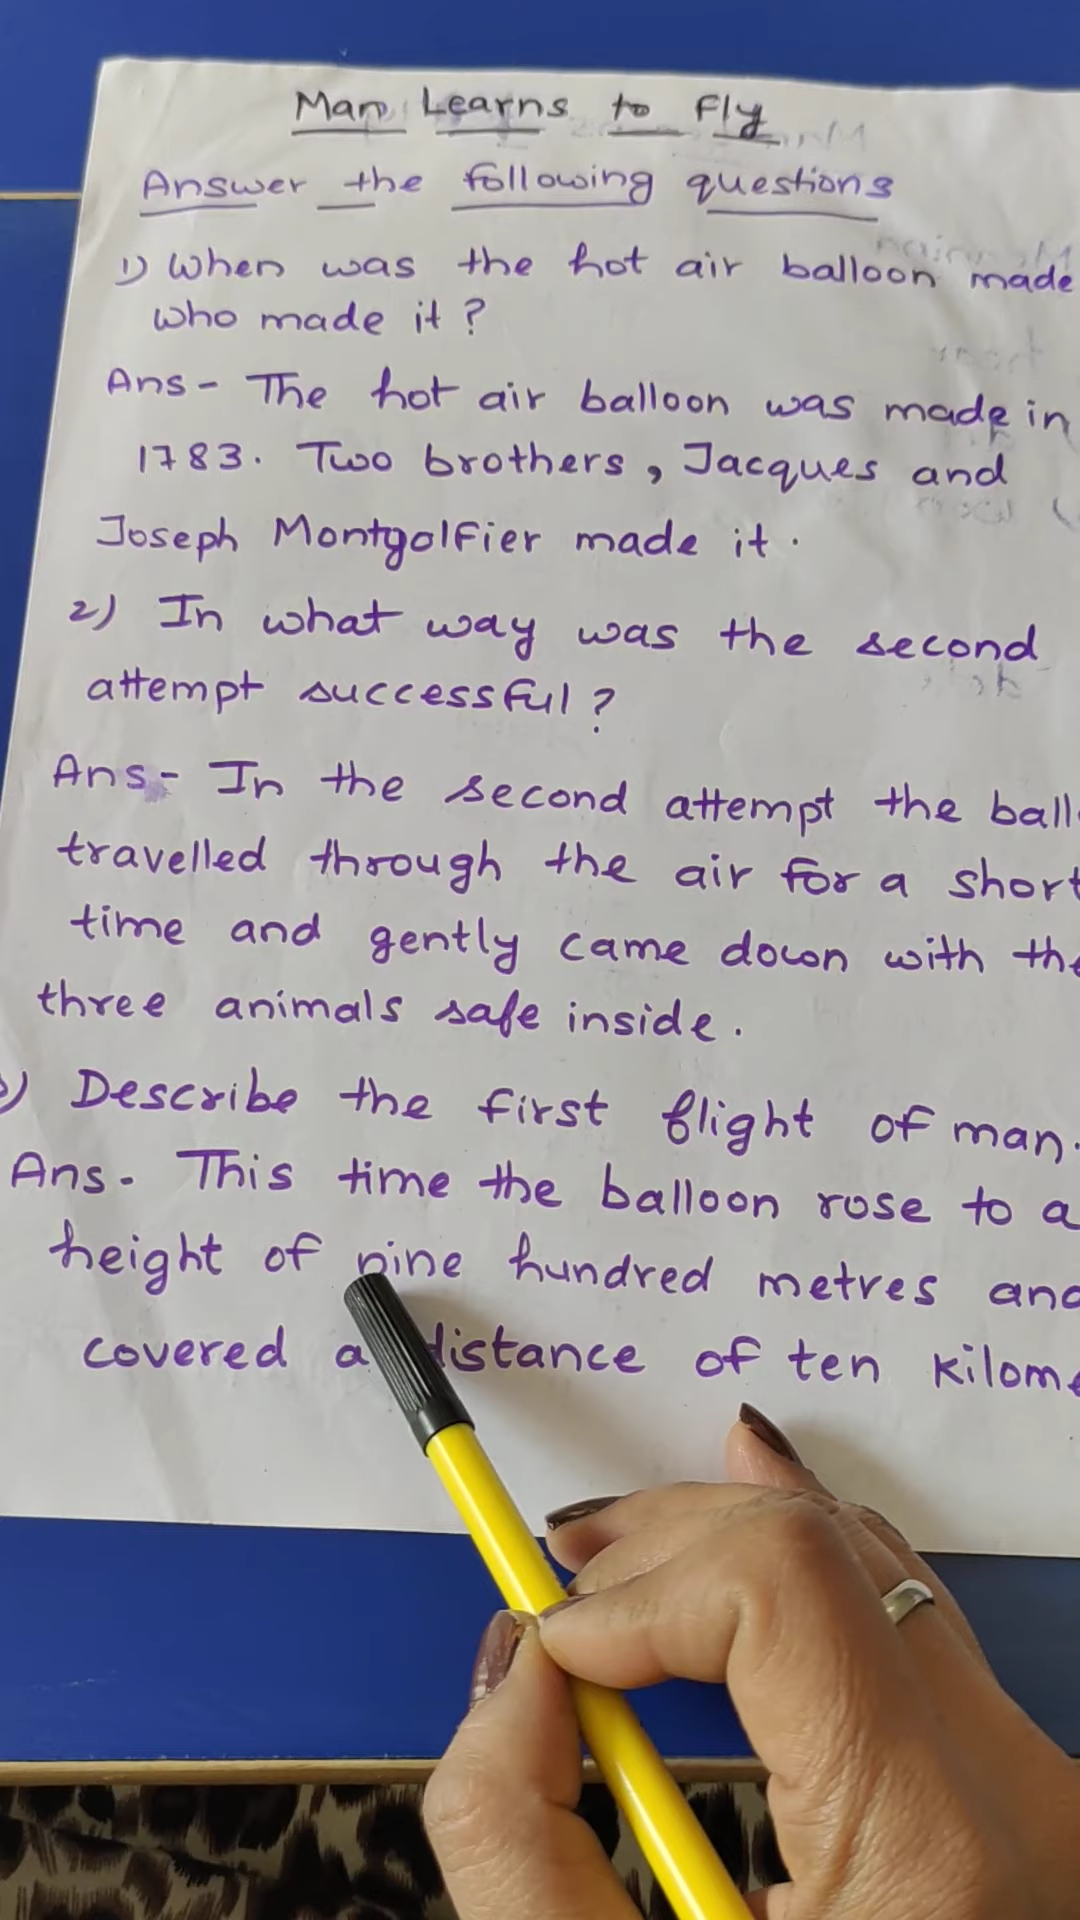 Man Learns to Fly
Answer the following questions
1) When was the hot air balloon made
who made it?
Ans - The hot air balloon was made in
1783. Two brothers, Jacques and
Joseph Montgolfier made it.
2) In what way was the second
attempt successful?
Ans - In the second attempt the
travelled through the air for a short
time and gently came down with the
three animals safe inside.
Describe the first flight of man.
Ans - This time the balloon rose to a
height of nine hundred metres and
covered a distance of ten